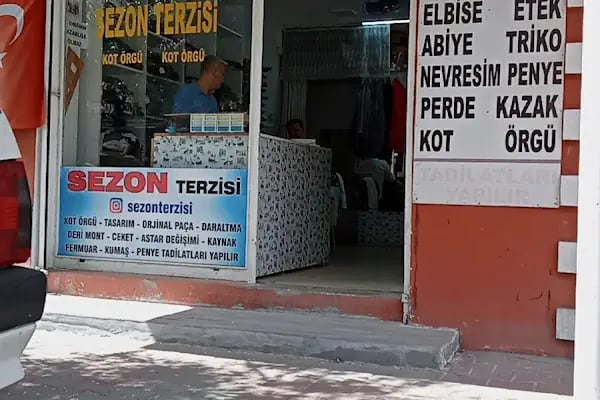 SEZON TERZİSİ
KOT ÖRGÜ KOT ÖRGÜ
SEZON TERZİSİ
sezonterzisi
KOT ÖRGÜ - TASARIM - ORJİNAL PAÇA - DARALTMA
DERİ MONT - CEKET - ASTAR DEĞİŞİMİ - KAYNAK
FERMUAR - KUMAŞ - PENYE TADİLATLARI YAPILIR
ELBİSE ETEK
ABİYE TRİKO
NEVRESİM PENYE
PERDE KAZAK
KOT ÖRGÜ
TADİLATLARI
YAPILIR